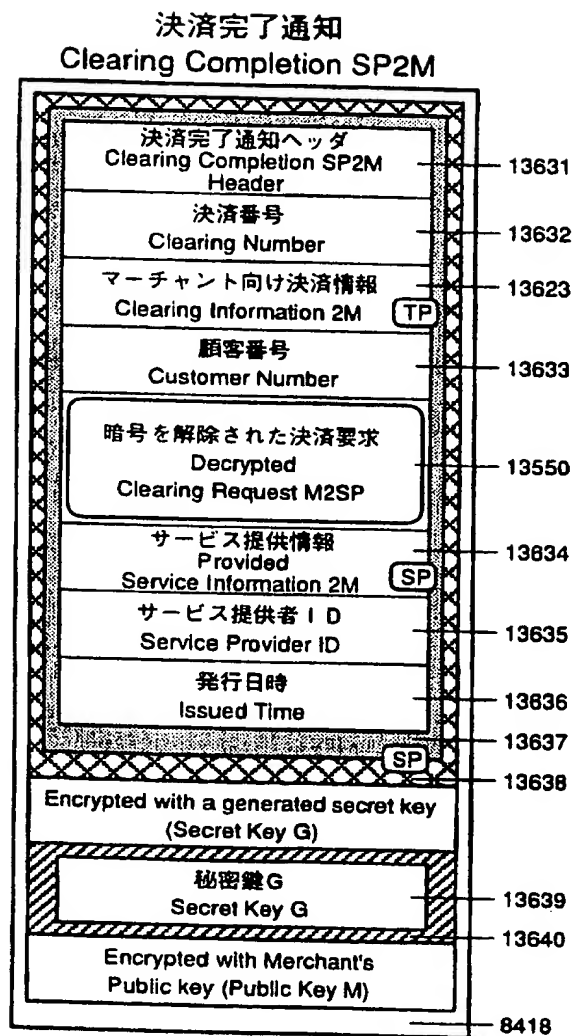 決済完了通知
Clearing Completion SP2M
決済完了通知ヘッダ
Clearing Completion SP2M
Header
13631
決済番号
Clearing Number
13632
マーチャント向け決済情報
Clearing Information 2M
TP
13623
顧客番号
Customer Number
13633
暗号を解除された決済要求
Decrypted
Clearing Request M2SP
13550
サービス提供情報
Provided
Service Information 2M
SP
13634
サービス提供者ID
Service Provider ID
13635
発行日時
Issued Time
13636
13637
SP
13638
Encrypted with a generated secret key
(Secret Key G)
秘密鍵G
Secret Key G
13639
13640
Encrypted with Merchant's
Public key (Public Key M)
8418